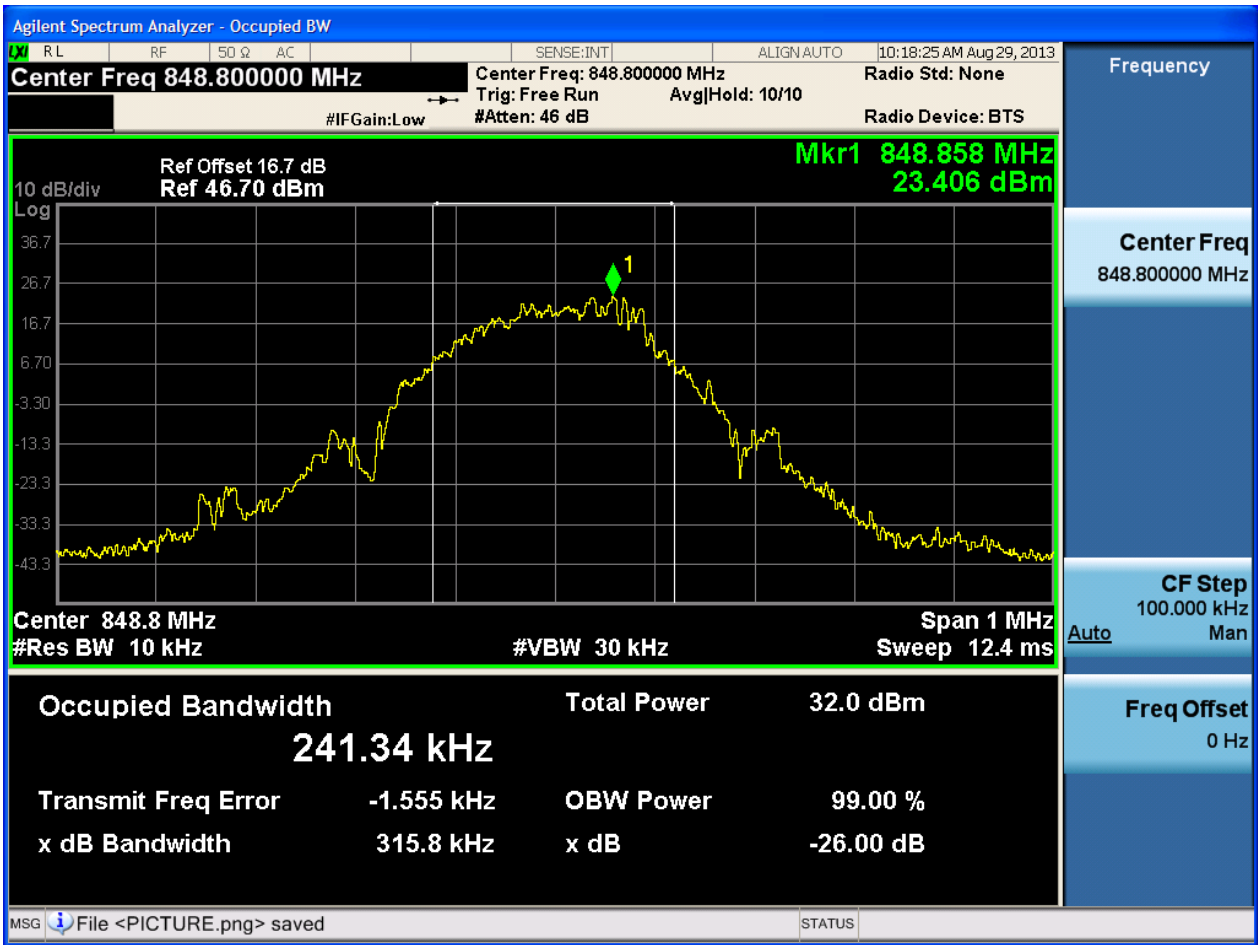 Agilent Spectrum Analyzer - Occupied BW
LXI RL RF 50 Ω AC SENSE:INT ALIGN AUTO 10:18:25 AM Aug 29, 2013
Center Freq 848.800000 MHz
Center Freq: 848.800000 MHz Radio Std: None
Trig: Free Run Avg|Hold: 10/10
#IFGain:Low #Atten: 46 dB Radio Device: BTS
Mkr1 848.858 MHz
23.406 dBm
Ref Offset 16.7 dB
10 dB/div Ref 46.70 dBm
Log
36.7
26.7
16.7
6.70
-3.30
-13.3
-23.3
-33.3
-43.3
1
Center 848.8 MHz Span 1 MHz
#Res BW 10 kHz #VBW 30 kHz Sweep 12.4 ms
Occupied Bandwidth Total Power 32.0 dBm
241.34 kHz
Transmit Freq Error -1.555 kHz OBW Power 99.00 %
x dB Bandwidth 315.8 kHz x dB -26.00 dB
Frequency
Center Freq
848.800000 MHz
CF Step
100.000 kHz
Auto Man
Freq Offset
0 Hz
MSG File <PICTURE.png> saved STATUS